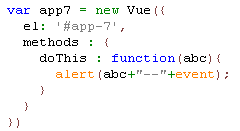 var app7 = new Vue({
  el: '#app-7',
  methods : {
    doThis : function(abc){
      alert(abc+"--"+event);
    }
  }
})